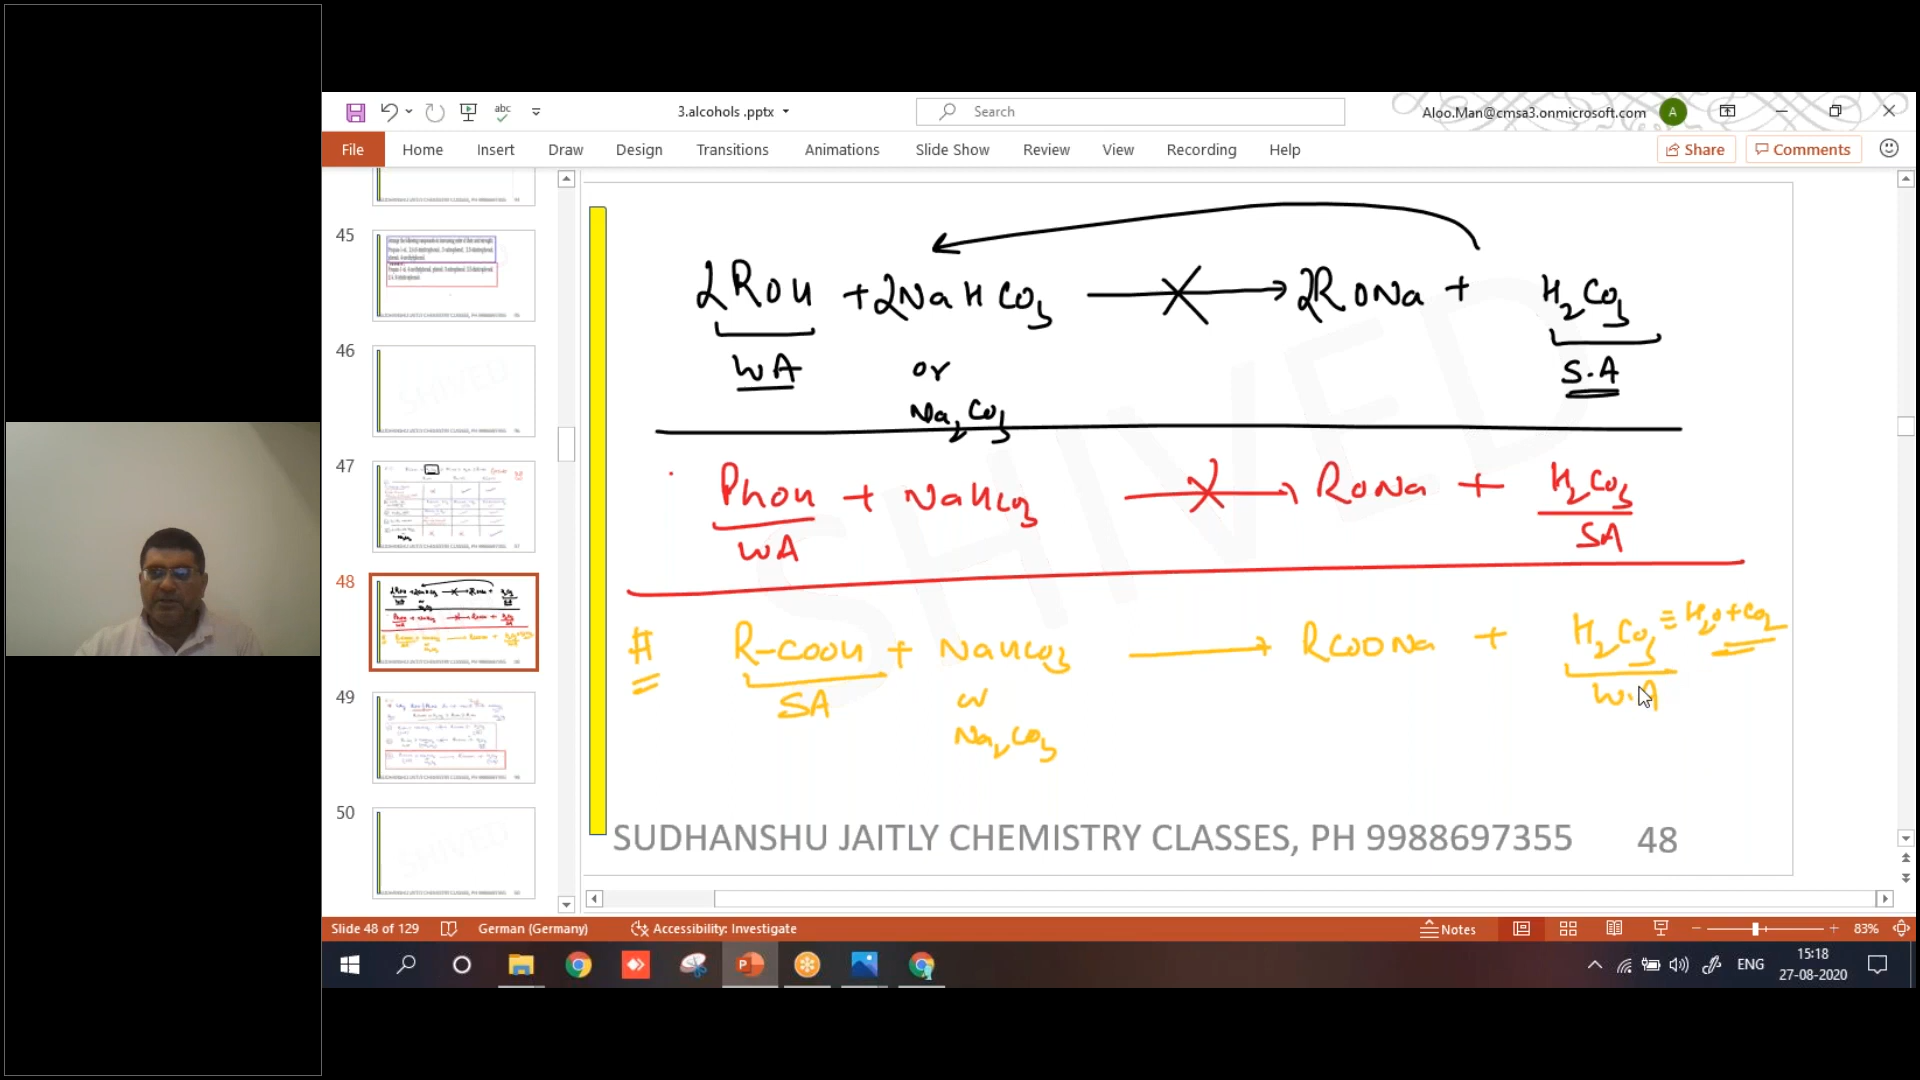 3.alcohols .pptx
Search
Aloo.Man@cmsa3.onmicrosoft.com
A
File Home Insert Draw Design Transitions Animations Slide Show Review View Recording Help
Share Comments
45
46
47
48
49
50
2ROH + 2NaHCO3 ⟶ 2RONa + H2CO3
WA or S.A
Na2CO3
PhOH + NaHCO3 ⟶ RONa + H2CO3
WA SA
# R-COOH + NaHCO3 ⟶ RCOONa + H2CO3 ≡ H2O + CO2
SA or W.A
Na2CO3
SHIVED
SUDHANSHU JAITLY CHEMISTRY CLASSES, PH 9988697355 48
Slide 48 of 129 German (Germany) Accessibility: Investigate Notes 83%
ENG 15:18
27-08-2020